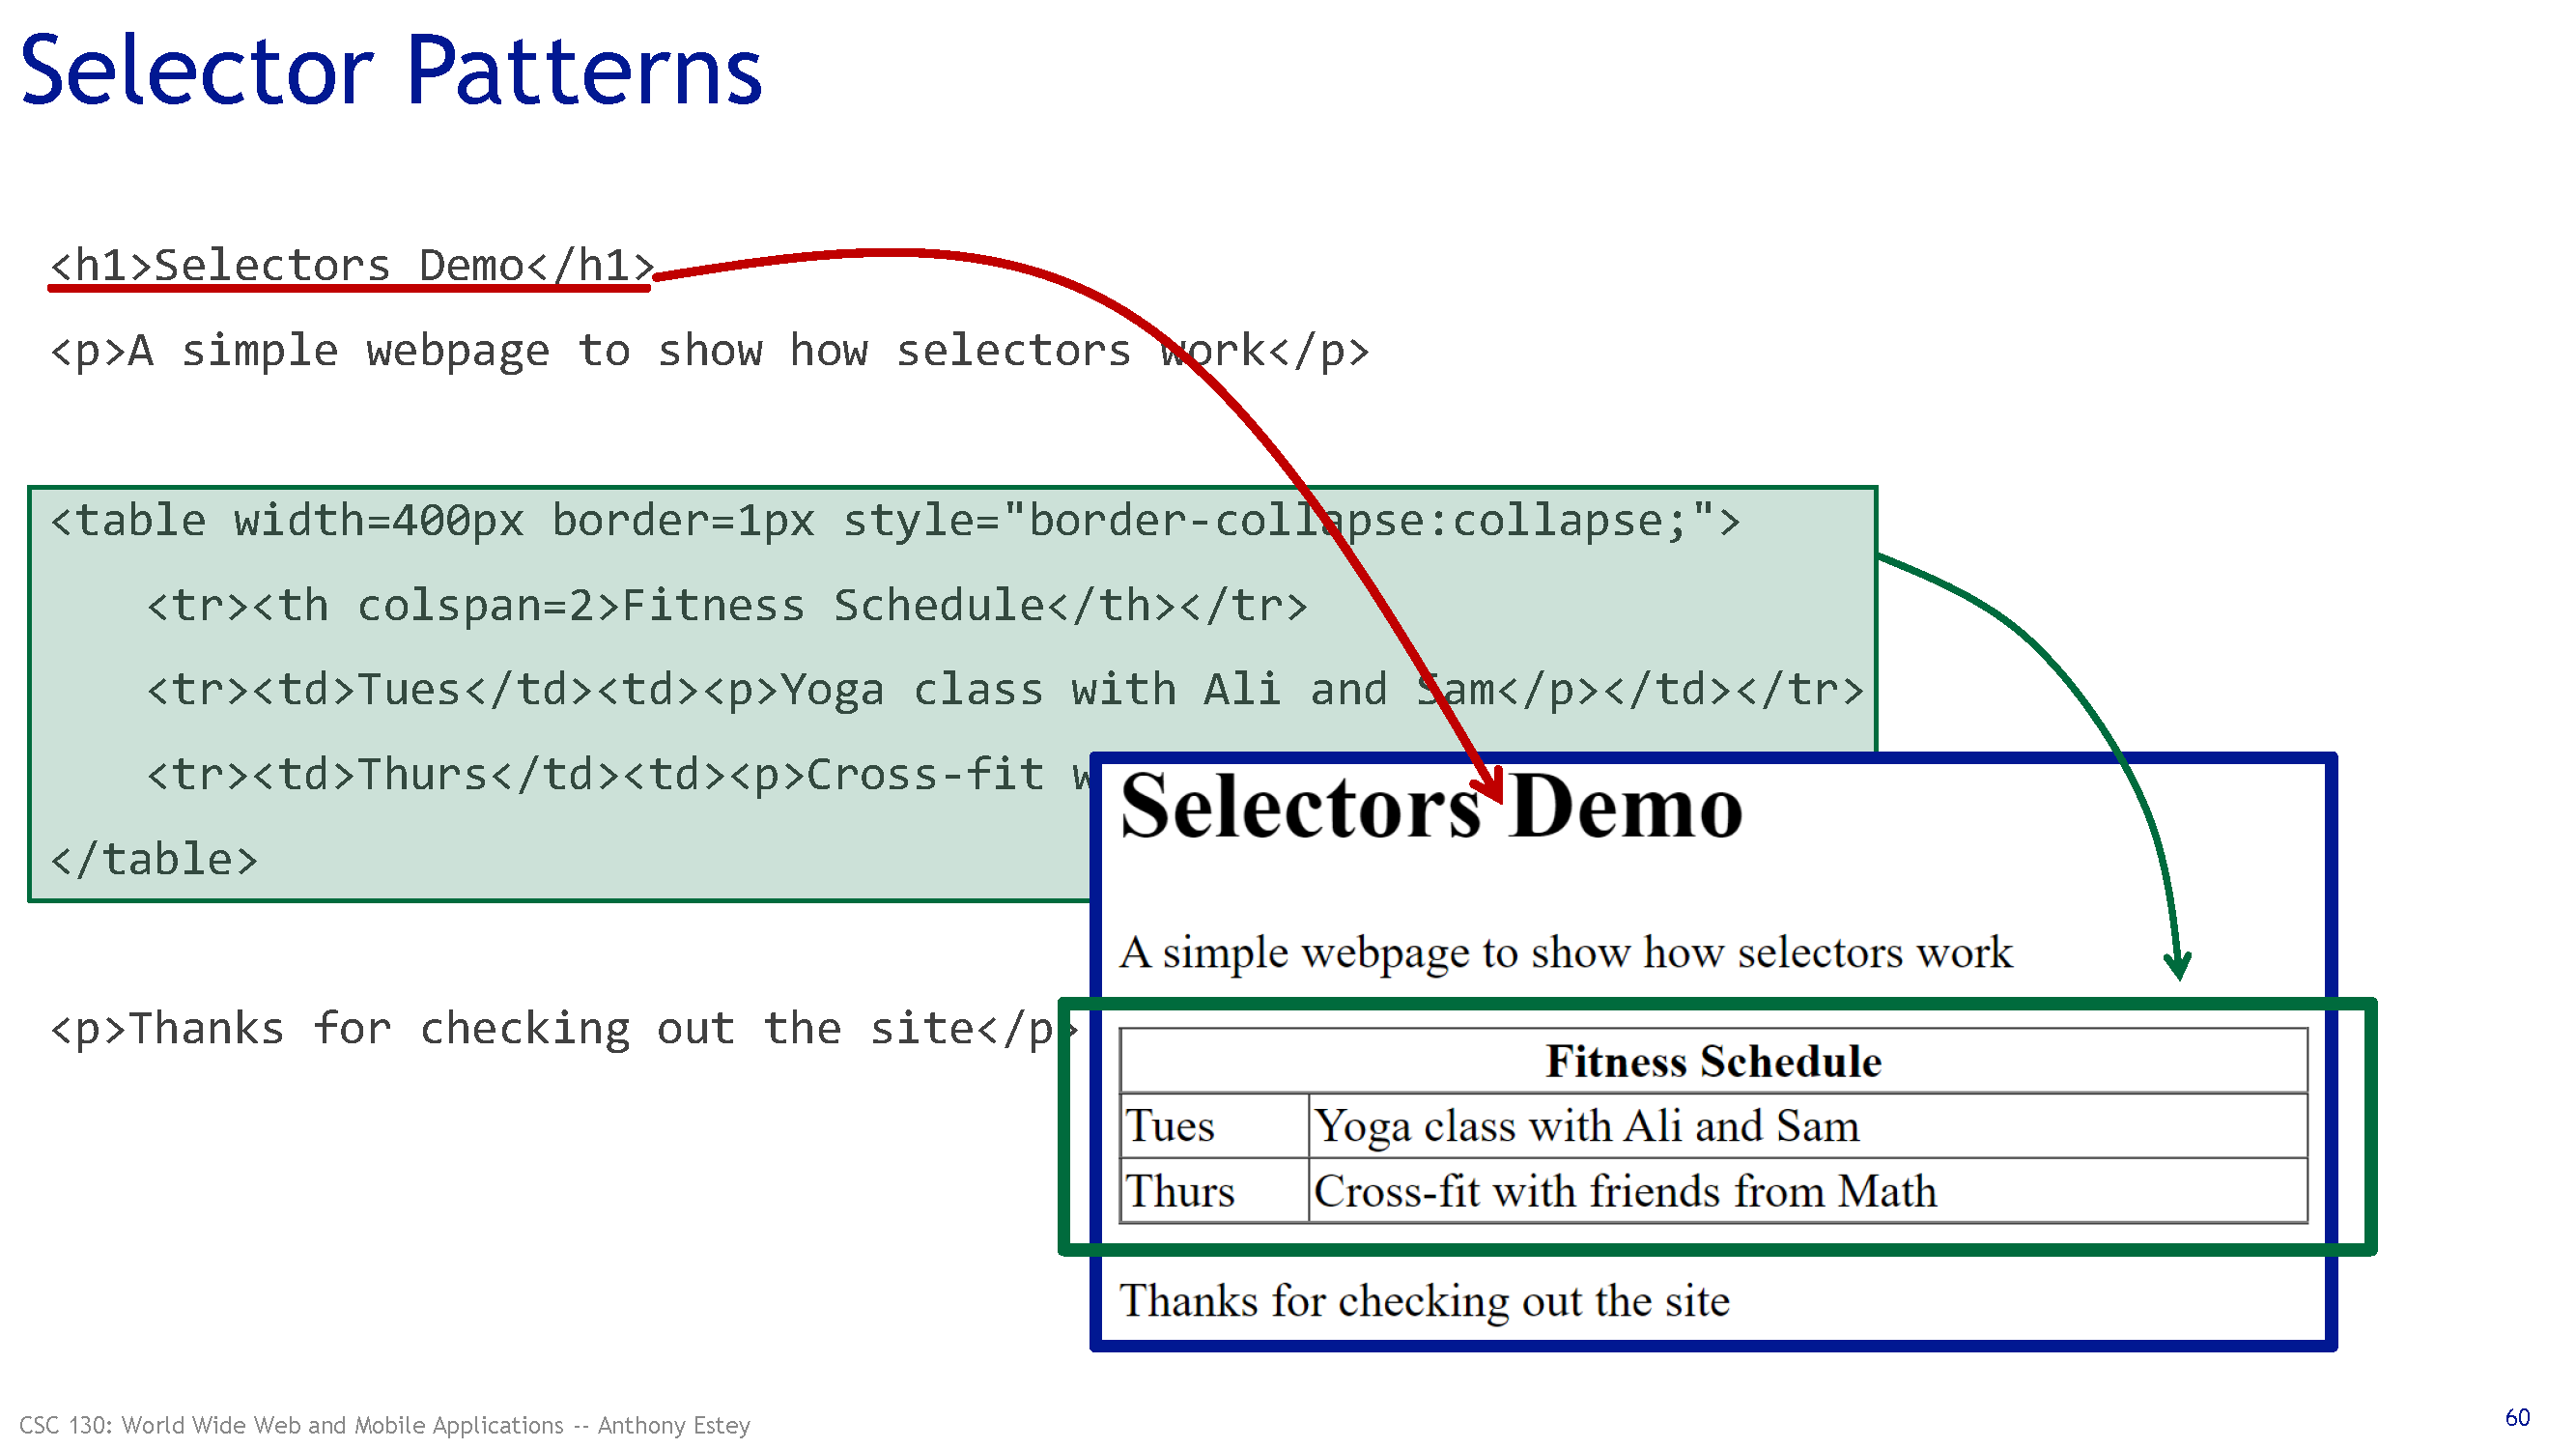 Selector Patterns
<h1>Selectors Demo</h1>
<p>A simple webpage to show how selectors work</p>
<table width=400px border=1px style="border-collapse:collapse;">
<tr><th colspan=2>Fitness Schedule</th></tr>
<tr><td>Tues</td><td><p>Yoga class with Ali and Sam</p></td></tr>
<tr><td>Thurs</td><td><p>Cross-fit
</table>
<p>Thanks for checking out the site</p>
Selectors Demo
A simple webpage to show how selectors work
Fitness Schedule
Tues Yoga class with Ali and Sam
Thurs Cross-fit with friends from Math
Thanks for checking out the site
CSC 130: World Wide Web and Mobile Applications -- Anthony Estey
60